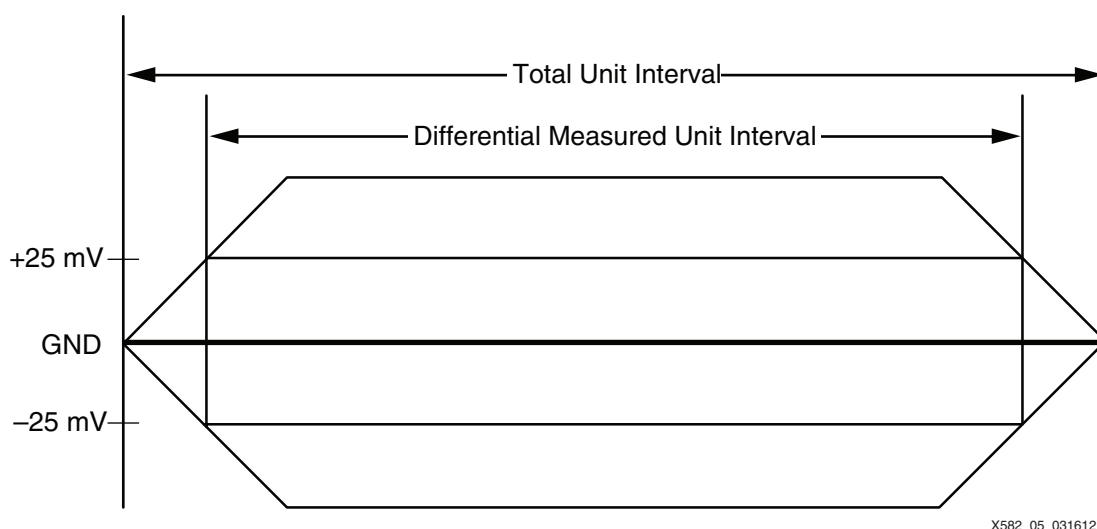 Total Unit Interval
Differential Measured Unit Interval
+25 mV
GND
–25 mV
X582_05_031612